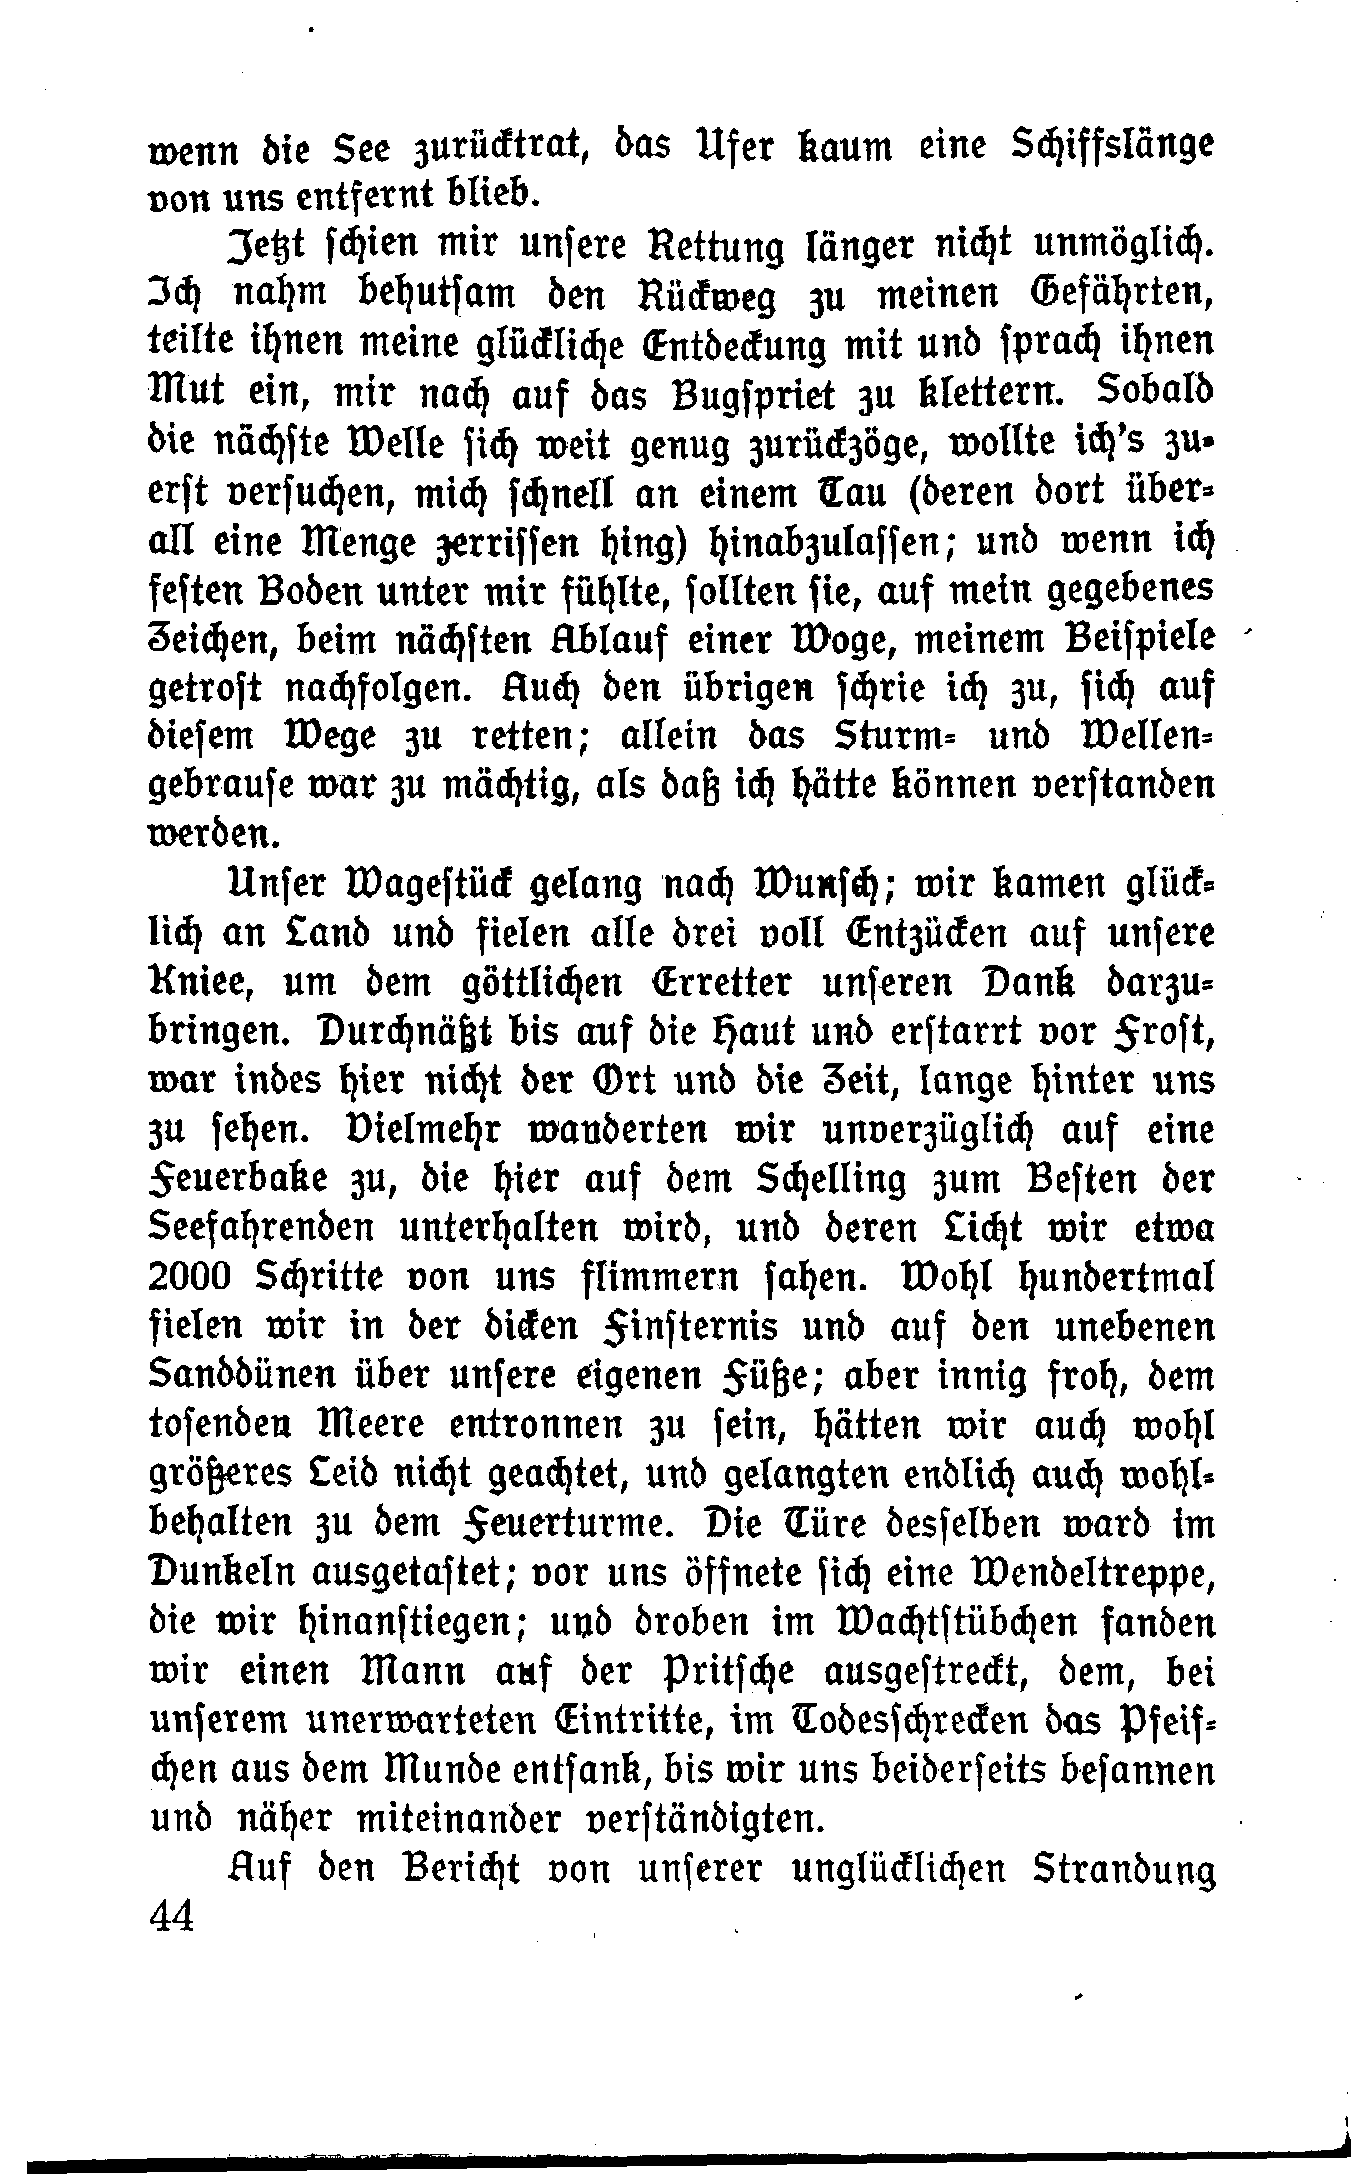 wenn die See zurücktrat, das Ufer kaum eine Schiffslänge
von uns entfernt blieb.
Jetzt schien mir unsere Rettung länger nicht unmöglich.
Ich nahm behutsam den Rückweg zu meinen Gefährten,
teilte ihnen meine glückliche Entdeckung mit und sprach ihnen
Mut ein, mir nach auf das Bugspriet zu klettern. Sobald
die nächste Welle sich weit genug zurückzöge, wollte ich's zu-
erst versuchen, mich schnell an einem Tau (deren dort über-
all eine Menge zerrissen hing) hinabzulassen; und wenn ich
festen Boden unter mir fühlte, sollten sie, auf mein gegebenes
Zeichen, beim nächsten Ablauf einer Woge, meinem Beispiele
getrost nachfolgen. Auch den übrigen schrie ich zu, sich auf
diesem Wege zu retten; allein das Sturm- und Wellen-
gebrause war zu mächtig, als daß ich hätte können verstanden
werden.
Unser Wagestück gelang nach Wunsch; wir kamen glück-
lich an Land und fielen alle drei voll Entzücken auf unsere
Kniee, um dem göttlichen Erretter unseren Dank darzu-
bringen. Durchnäßt bis auf die Haut und erstarrt vor Frost,
war indes hier nicht der Ort und die Zeit, lange hinter uns
zu sehen. Vielmehr wanderten wir unverzüglich auf eine
Feuerbake zu, die hier auf dem Schelling zum Besten der
Seefahrenden unterhalten wird, und deren Licht wir etwa
2000 Schritte von uns flimmern sahen. Wohl hundertmal
fielen wir in der dicken Finsternis und auf den unebenen
Sanddünen über unsere eigenen Füße; aber innig froh, dem
tosenden Meere entronnen zu sein, hätten wir auch wohl
größeres Leid nicht geachtet, und gelangten endlich auch wohl-
behalten zu dem Feuerturme. Die Türe desselben ward im
Dunkeln ausgetastet; vor uns öffnete sich eine Wendeltreppe,
die wir hinanstiegen; und droben im Wachtstübchen fanden
wir einen Mann auf der Pritsche ausgestreckt, dem, bei
unserem unerwarteten Eintritte, im Todesschrecken das Pfeif-
chen aus dem Munde entsank, bis wir uns beiderseits besannen
und näher miteinander verständigten.
Auf den Bericht von unserer unglücklichen Strandung
44